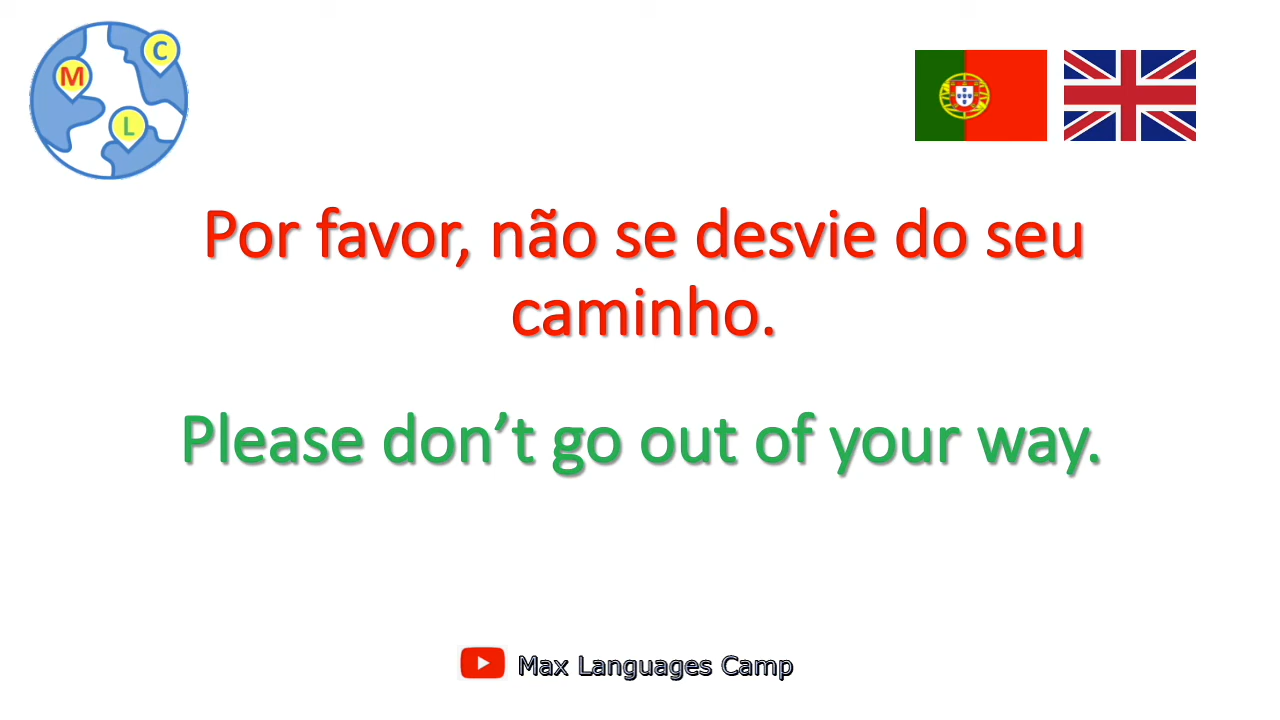 C
M
L
Por favor, não se desvie do seu
caminho.
Please don’t go out of your way.
Max Languages Camp